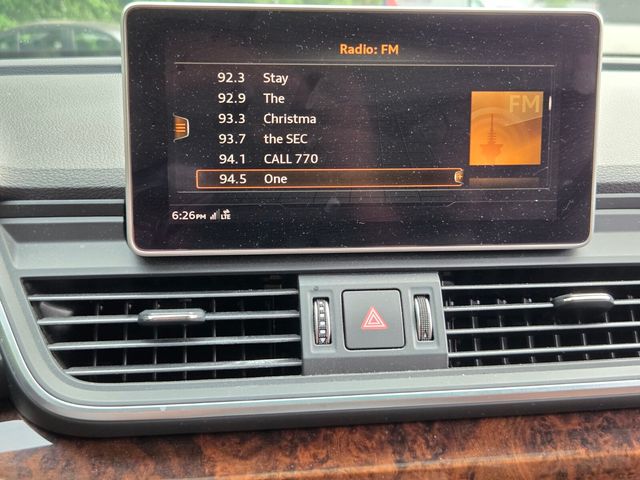 Radio: FM
92.3 Stay
92.9 The
93.3 Christma
93.7 the SEC
94.1 CALL 770
94.5 One
FM
6:26PM LTE